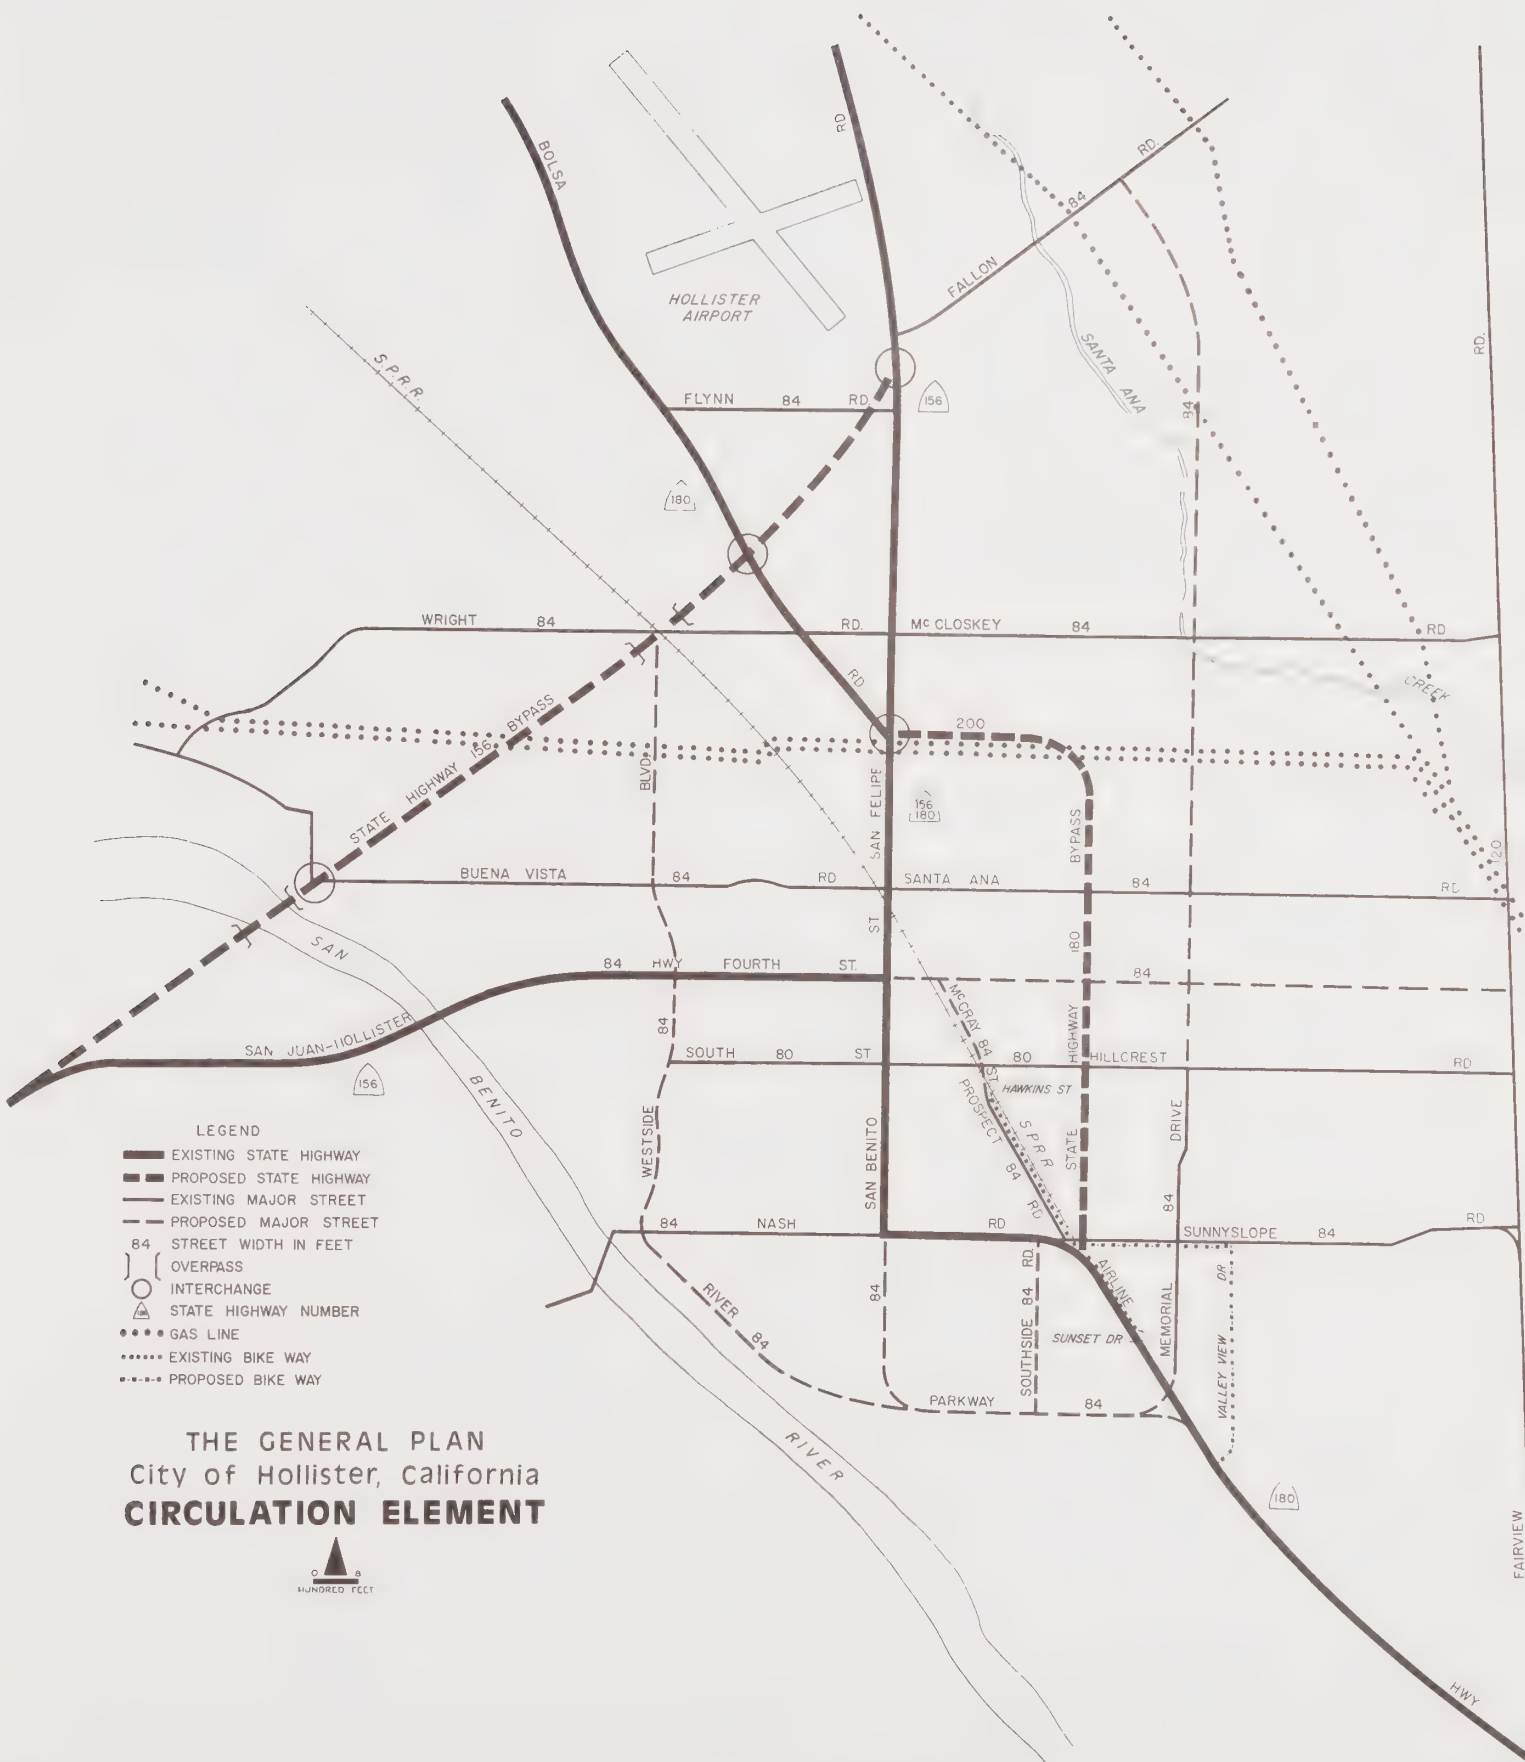 BOLSA
RD
RD.
84
FALLON
HOLLISTER
AIRPORT
S.P.R.R.
SANTA ANA
RD.
FLYNN 84 RD.
156
84
180
WRIGHT 84 RD. McCLOSKEY 84 RD
RD
CREEK
STATE HIGHWAY 156 BYPASS
200
BLVD.
SAN FELIPE
156
180
BYPASS
120
BUENA VISTA 84 RD SANTA ANA 84 RD
ST
SAN
180
84 HWY FOURTH ST. 84
McCRAY 84 ST
84
HIGHWAY
SAN JUAN-HOLLISTER
SOUTH 80 ST 80 HILLCREST RD
156
HAWKINS ST
PROSPECT 84 RD
S P R R
BENITO
WESTSIDE
SAN BENITO
STATE
DRIVE
84
LEGEND
EXISTING STATE HIGHWAY
PROPOSED STATE HIGHWAY
EXISTING MAJOR STREET
PROPOSED MAJOR STREET
84 STREET WIDTH IN FEET
OVERPASS
INTERCHANGE
STATE HIGHWAY NUMBER
GAS LINE
EXISTING BIKE WAY
PROPOSED BIKE WAY
84 NASH RD SUNNYSLOPE 84 RD
RIVER 84
84
SOUTHSIDE 84 RD.
AIRLINE
SUNSET DR
MEMORIAL
VALLEY VIEW DR
PARKWAY 84
RIVER
180
FAIRVIEW
HWY
THE GENERAL PLAN
City of Hollister, California
CIRCULATION ELEMENT
0 8
HUNDRED FEET